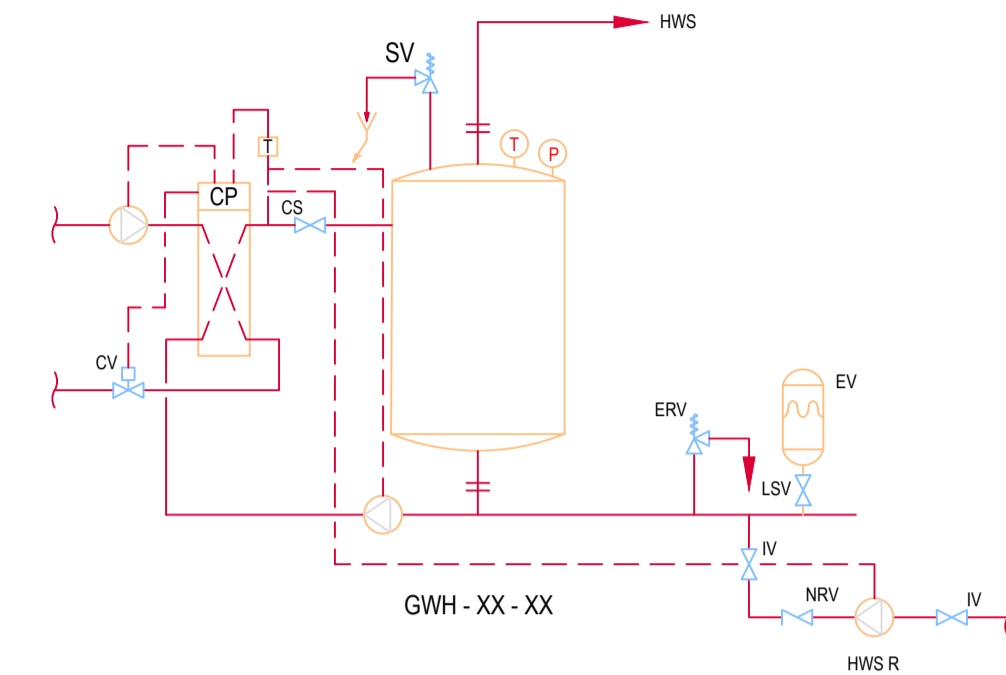 HWS
SV
T
T
P
CP
CS
CV
EV
ERV
LSV
IV
GWH - XX - XX
NRV
IV
HWS R